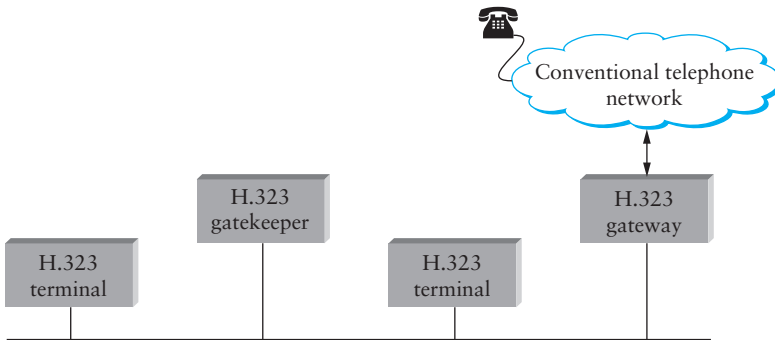 Conventional telephone
network
H.323
gatekeeper
H.323
gateway
H.323
terminal
H.323
terminal